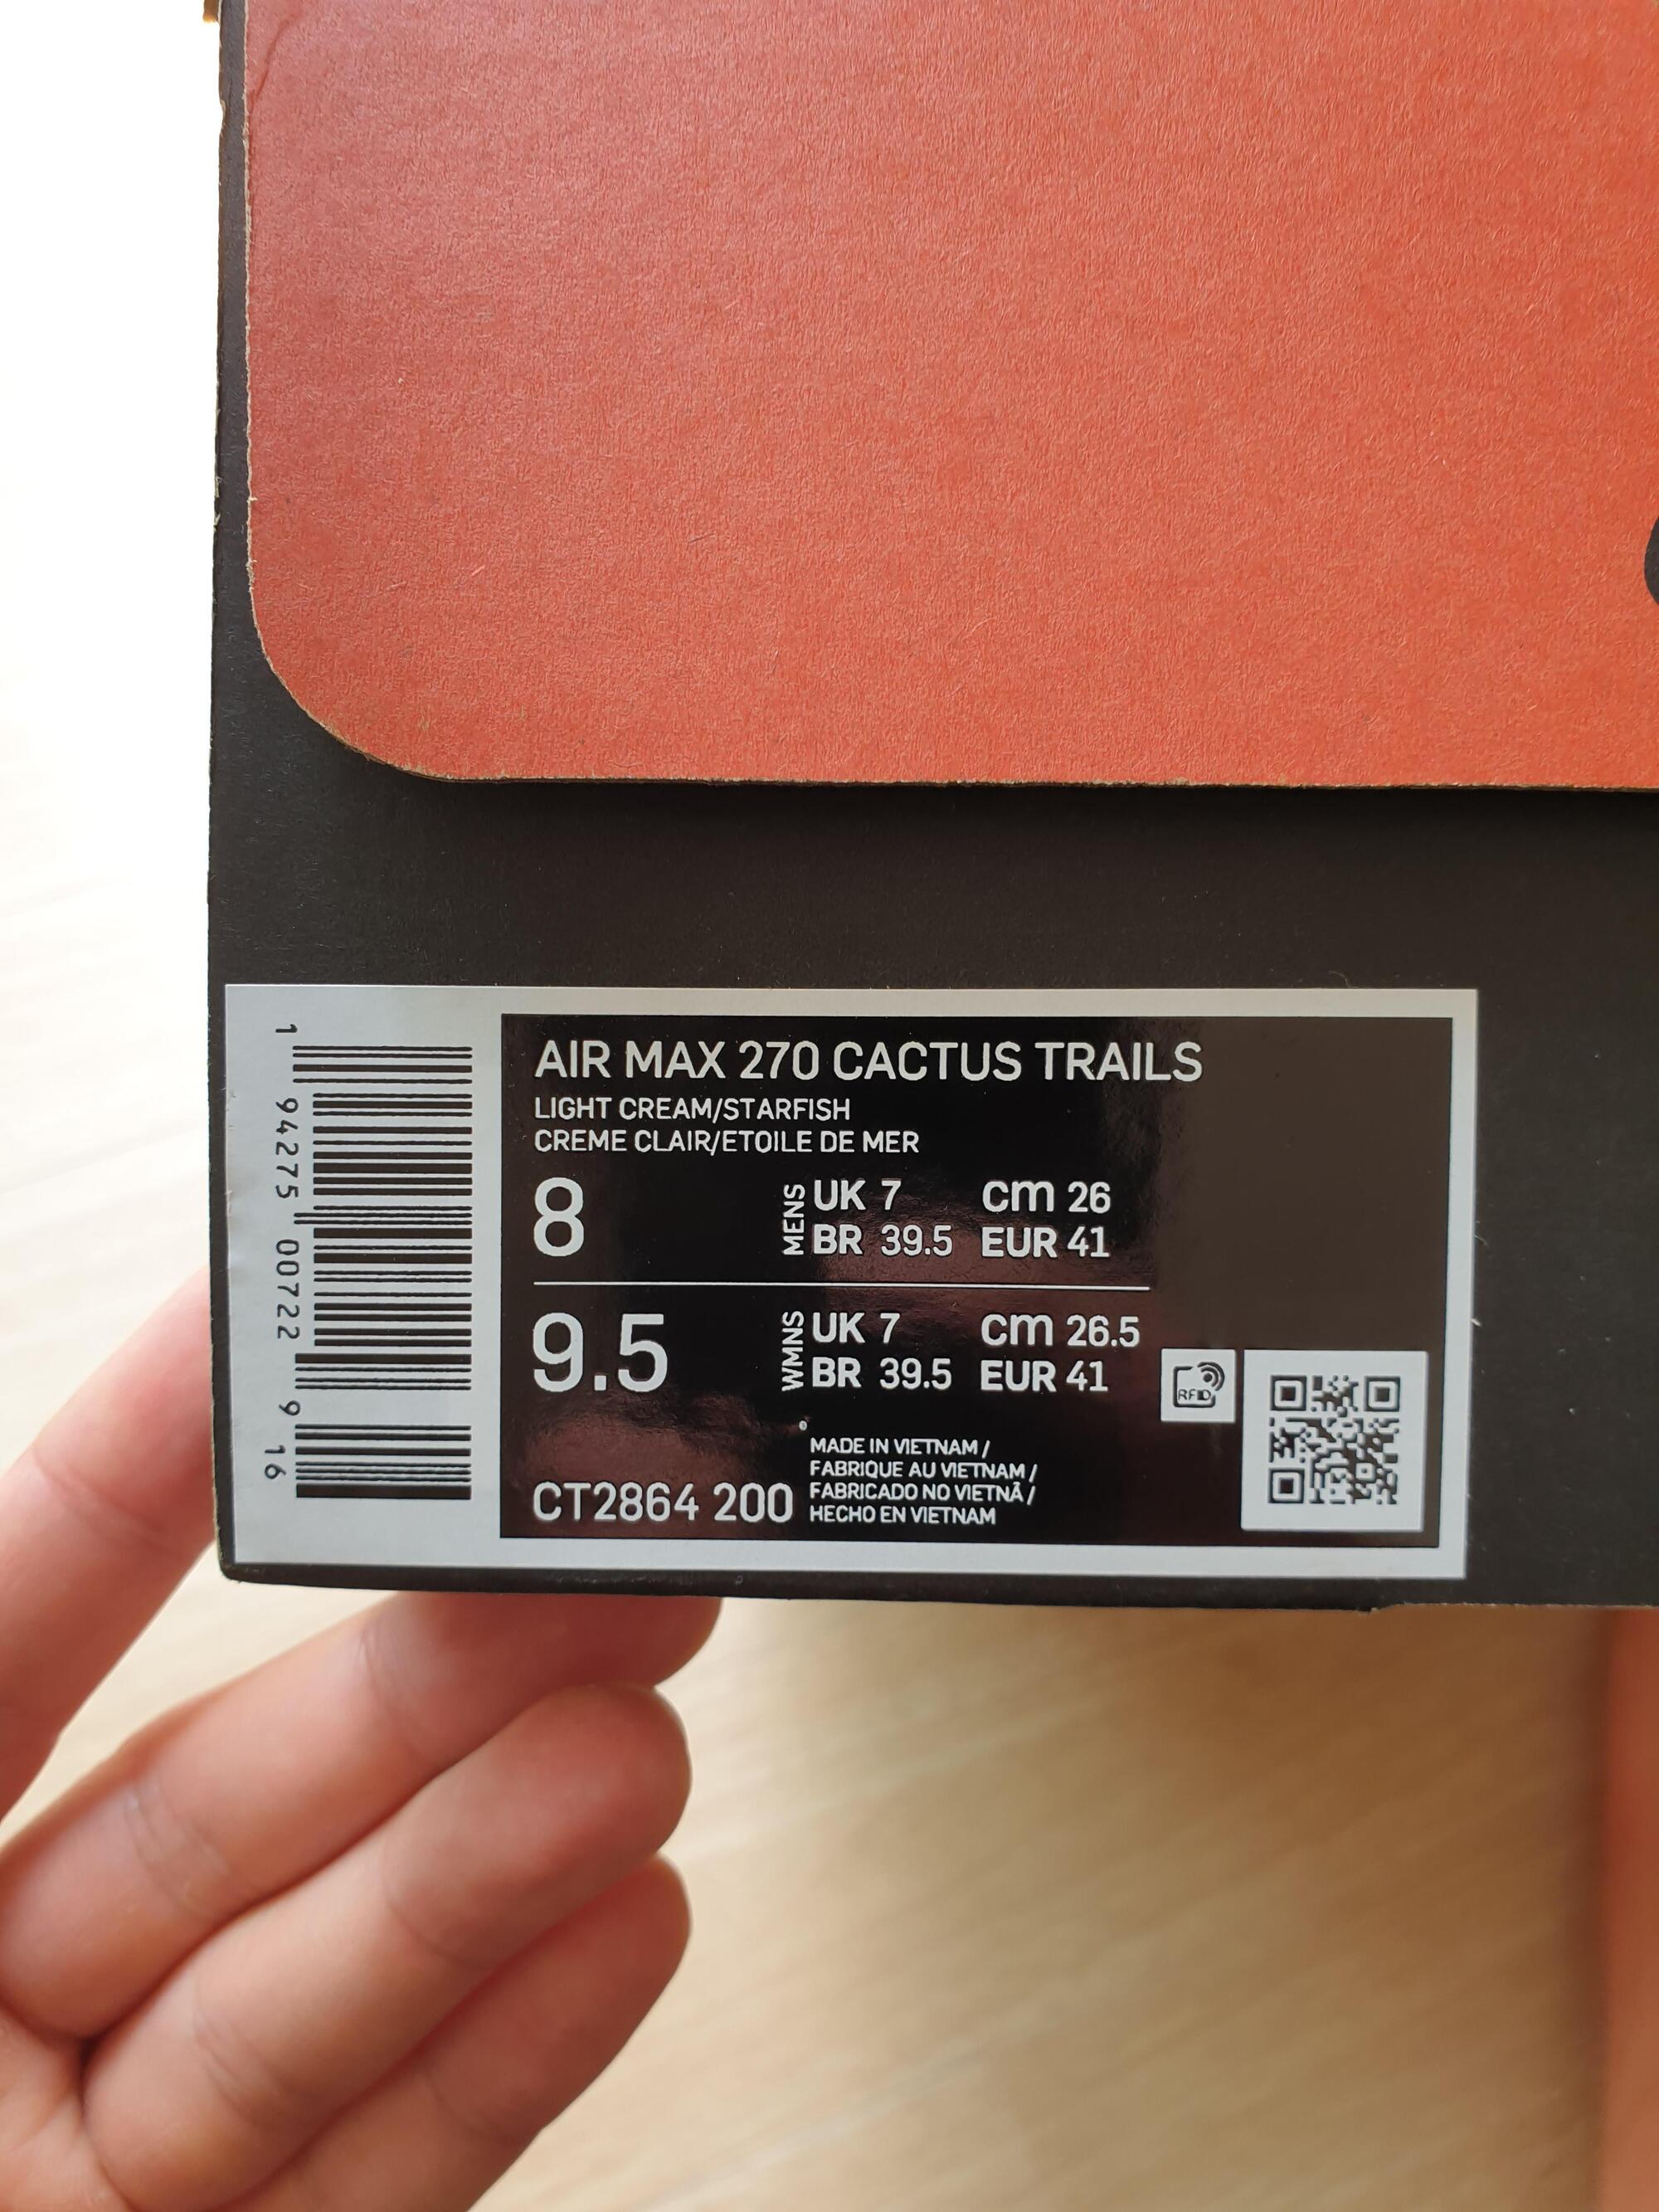 AIR MAX 270 CACTUS TRAILS
LIGHT CREAM/STARFISH
CREME CLAIR/ETOILE DE MER
8 MENS UK 7 cm 26
BR 39.5 EUR 41
9.5 WMNS UK 7 cm 26.5
BR 39.5 EUR 41
CT2864 200
MADE IN VIETNAM /
FABRIQUE AU VIETNAM /
FABRICADO NO VIETNÃ /
HECHO EN VIETNAM
RFID
1 94275 00722 9 16